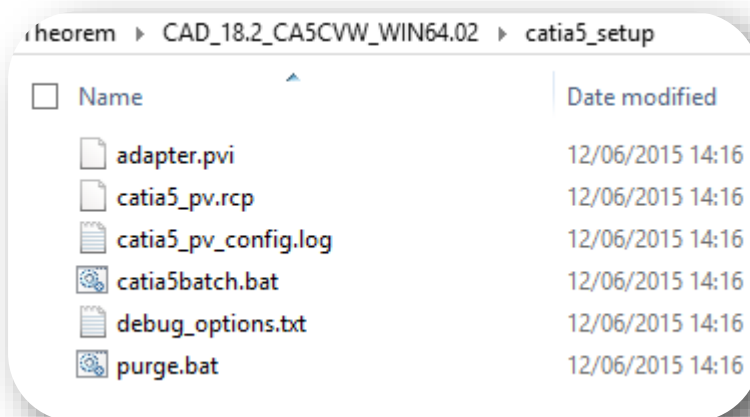 Theorem > CAD_18.2_CA5CVW_WIN64.02 > catia5_setup
Name Date modified
adapter.pvi 12/06/2015 14:16
catia5_pv.rcp 12/06/2015 14:16
catia5_pv_config.log 12/06/2015 14:16
catia5batch.bat 12/06/2015 14:16
debug_options.txt 12/06/2015 14:16
purge.bat 12/06/2015 14:16